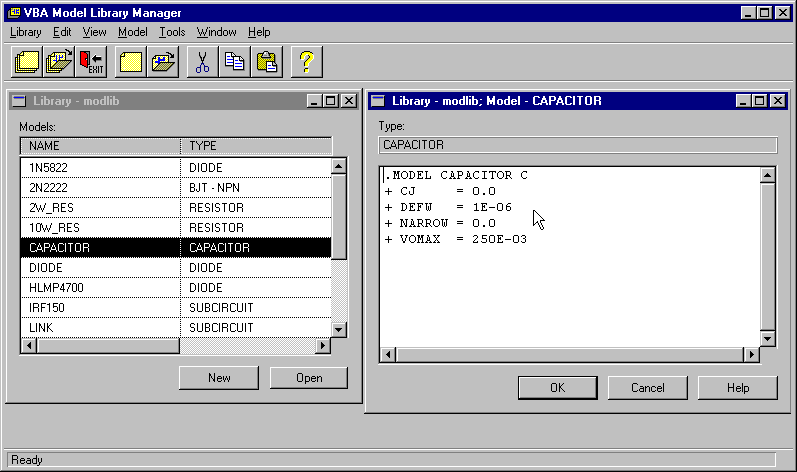 VBA Model Library Manager
Library Edit View Model Tools Window Help
EXIT
Library - modlib
Models:
NAME TYPE
1N5822 DIODE
2N2222 BJT - NPN
2W_RES RESISTOR
10W_RES RESISTOR
CAPACITOR CAPACITOR
DIODE DIODE
HLMP4700 DIODE
IRF150 SUBCIRCUIT
LINK SUBCIRCUIT
New Open
Library - modlib; Model - CAPACITOR
Type:
CAPACITOR
.MODEL CAPACITOR C
+ CJ = 0.0
+ DEFW = 1E-06
+ NARROW = 0.0
+ VOMAX = 250E-03
OK Cancel Help
Ready